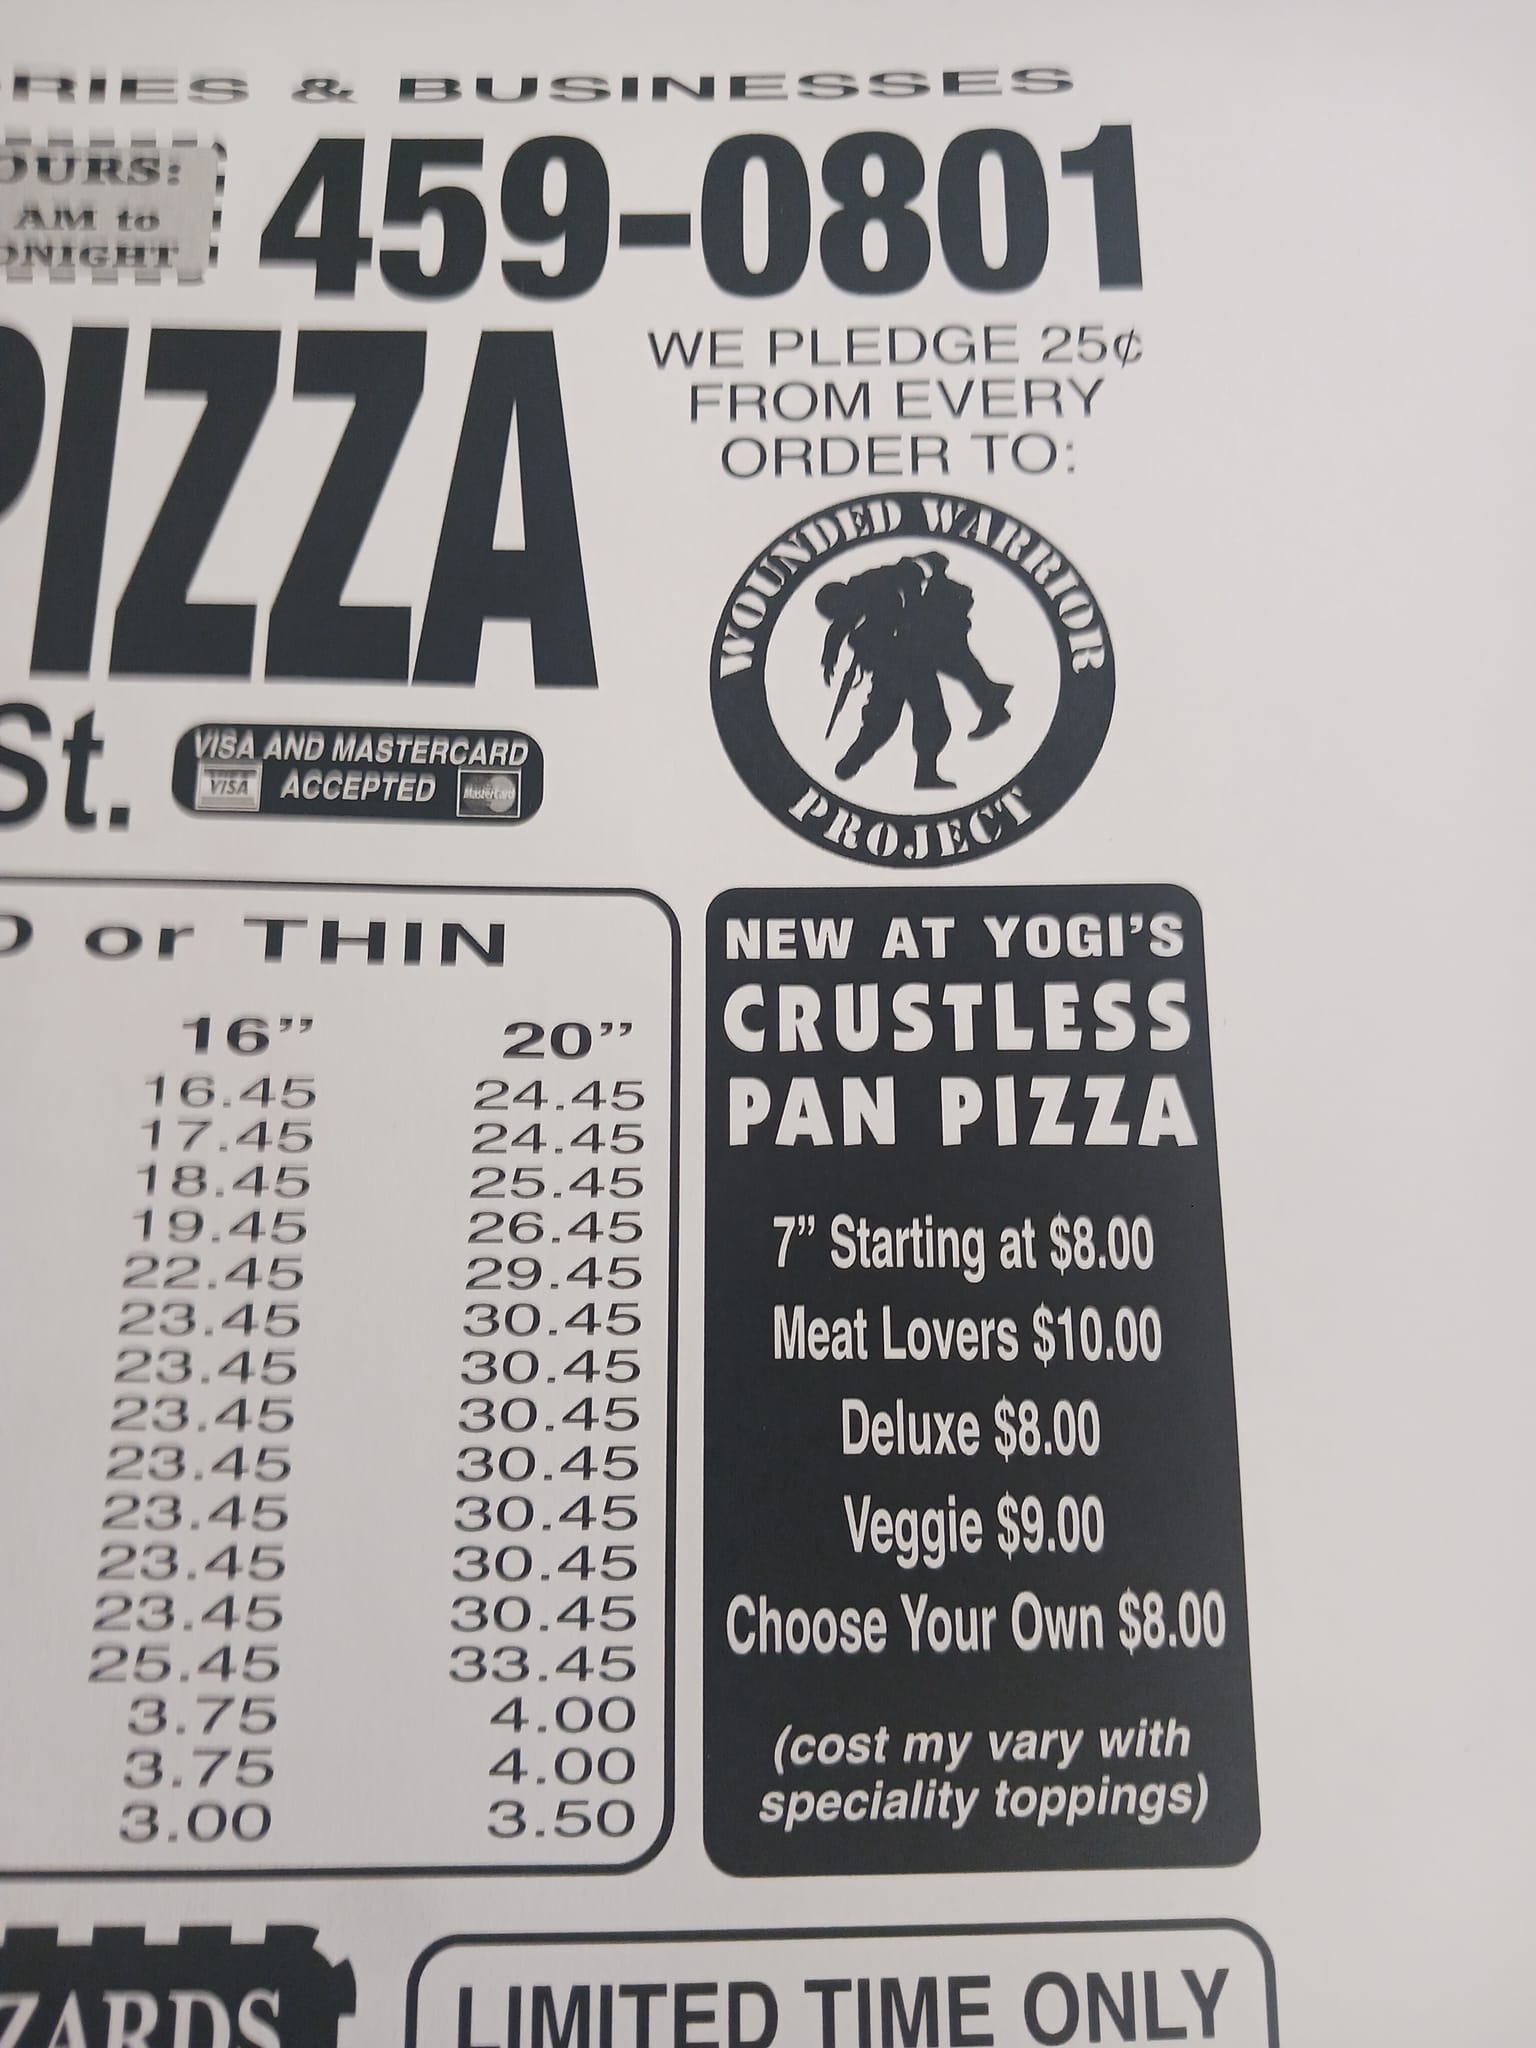 RIES & BUSINESSES
OURS:
AM to
NIGHT
459-0801
PIZZA
WE PLEDGE 25¢
FROM EVERY
ORDER TO:
WOUNDED WARRIOR
PROJECT
St.
VISA AND MASTERCARD
VISA ACCEPTED MasterCard
or THIN
16” 20”
16.45 24.45
17.45 24.45
18.45 25.45
19.45 26.45
22.45 29.45
23.45 30.45
23.45 30.45
23.45 30.45
23.45 30.45
23.45 30.45
23.45 30.45
23.45 30.45
25.45 33.45
3.75 4.00
3.75 4.00
3.00 3.50
NEW AT YOGI’S
CRUSTLESS
PAN PIZZA
7” Starting at $8.00
Meat Lovers $10.00
Deluxe $8.00
Veggie $9.00
Choose Your Own $8.00
(cost my vary with
speciality toppings)
ZARDS
LIMITED TIME ONLY